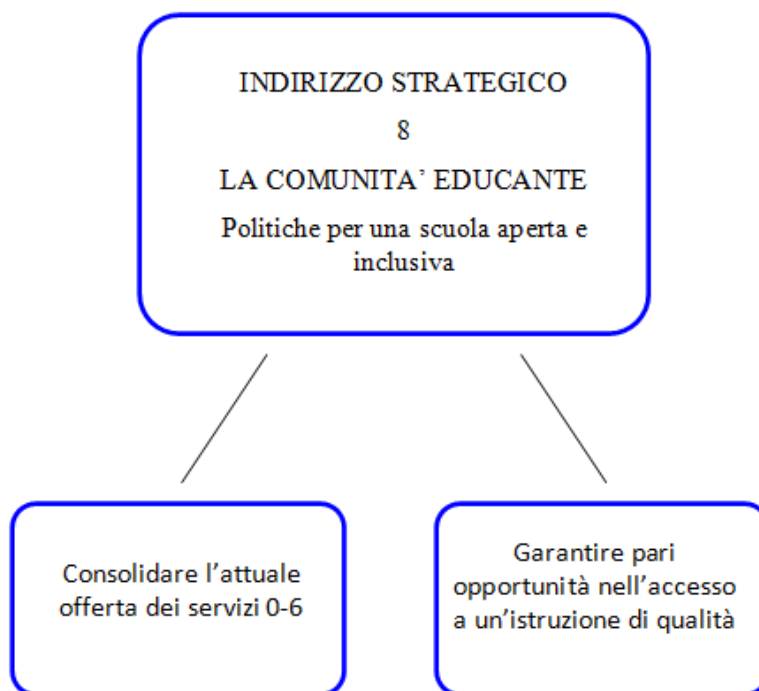 INDIRIZZO STRATEGICO
8
LA COMUNITA’ EDUCANTE
Politiche per una scuola aperta e
inclusiva
Consolidare l’attuale
offerta dei servizi 0-6
Garantire pari
opportunità nell’accesso
a un’istruzione di qualità